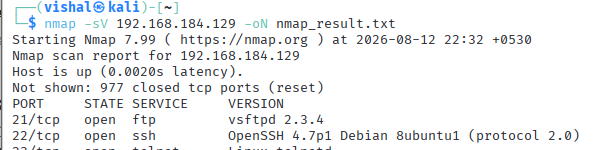 (vishal㉿kali)-[~]
$ nmap -sV 192.168.184.129 -oN nmap_result.txt
Starting Nmap 7.99 ( https://nmap.org ) at 2026-08-12 22:32 +0530
Nmap scan report for 192.168.184.129
Host is up (0.0020s latency).
Not shown: 977 closed tcp ports (reset)
PORT     STATE SERVICE     VERSION
21/tcp   open  ftp         vsftpd 2.3.4
22/tcp   open  ssh         OpenSSH 4.7p1 Debian 8ubuntu1 (protocol 2.0)